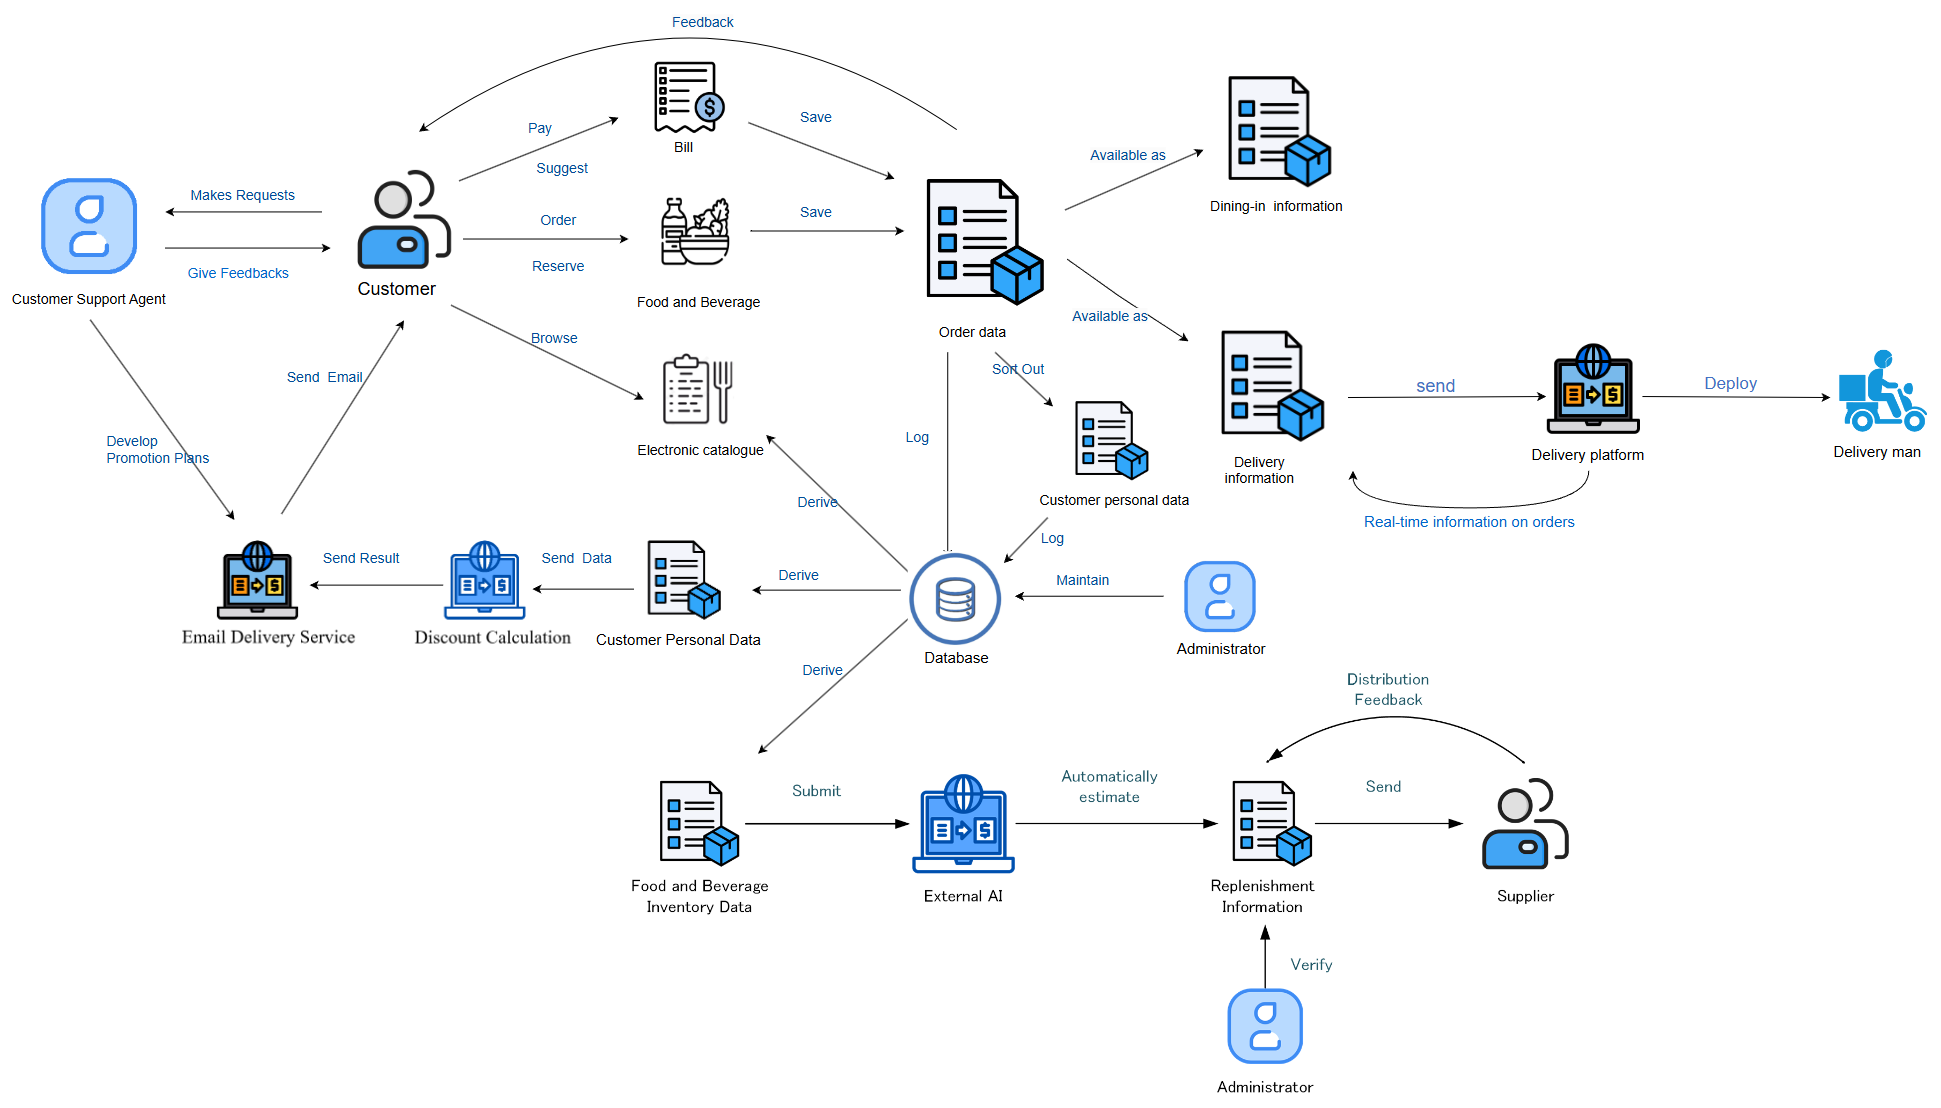 Feedback
Pay
Bill
Save
Suggest
Available as
Dining-in  information
Makes Requests
Order
Save
Give Feedbacks
Reserve
Customer Support Agent
Customer
Food and Beverage
Order data
Available as
Browse
Send  Email
Sort Out
Develop
Promotion Plans
Electronic catalogue
Log
Delivery
information
send
Delivery platform
Deploy
Delivery man
Real-time information on orders
Derive
Customer personal data
Log
Send Result
Send  Data
Derive
Maintain
Email Delivery Service
Discount Calculation
Customer Personal Data
Database
Administrator
Derive
Distribution
Feedback
Submit
Automatically
estimate
Send
Food and Beverage
Inventory Data
External AI
Replenishment
Information
Supplier
Verify
Administrator